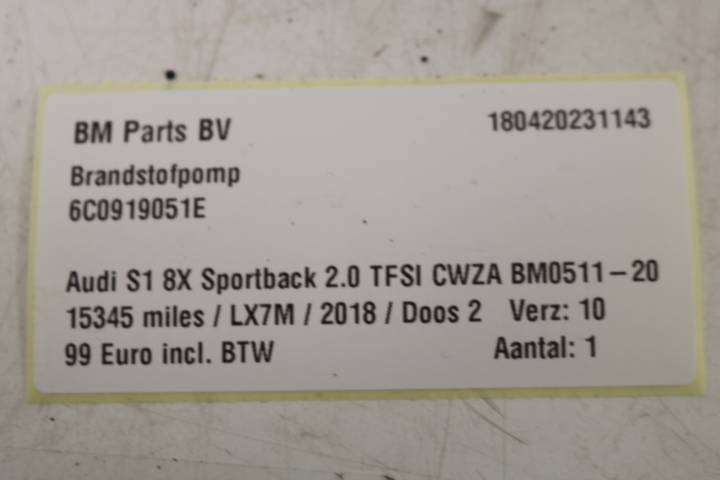 BM Parts BV 180420231143
Brandstofpomp
6C0919051E
Audi S1 8X Sportback 2.0 TFSI CWZA BM0511-20
15345 miles / LX7M / 2018 / Doos 2 Verz: 10
99 Euro incl. BTW Aantal: 1